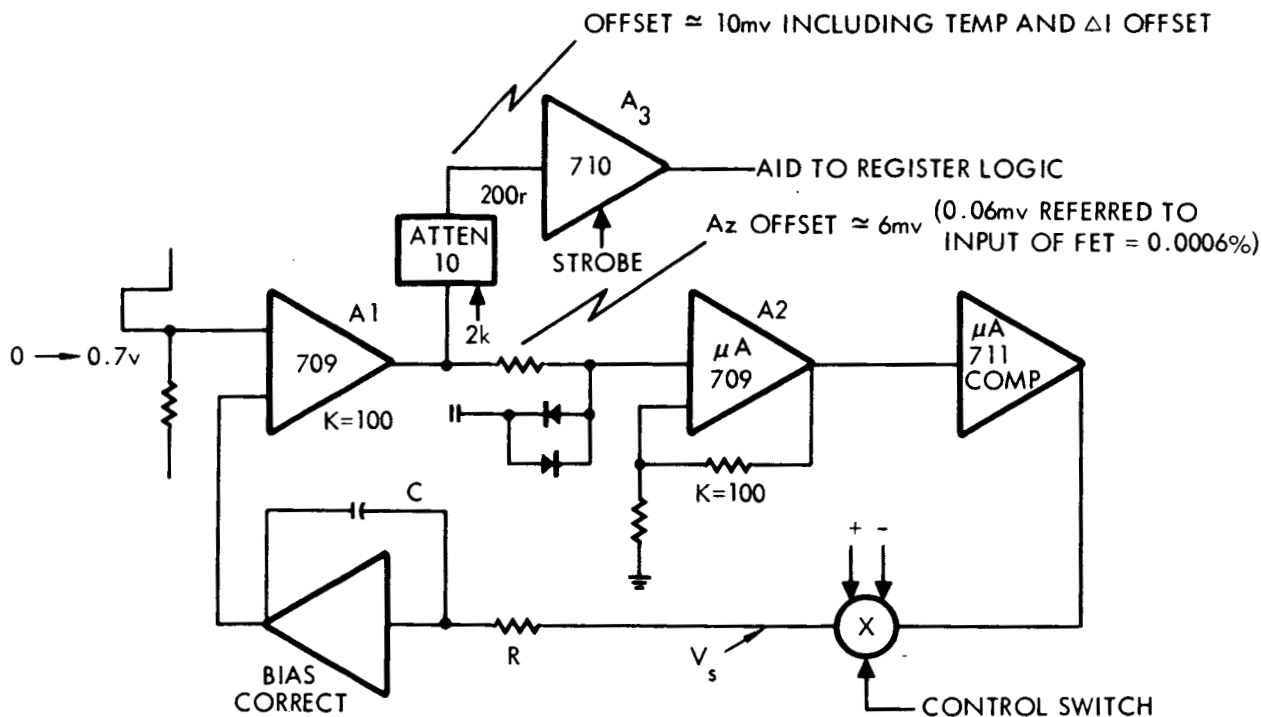 OFFSET ≃ 10mv INCLUDING TEMP AND ΔI OFFSET
A3
710
AID TO REGISTER LOGIC
200r
ATTEN
10
STROBE
Az OFFSET ≃ 6mv (0.06mv REFERRED TO
INPUT OF FET = 0.0006%)
2k
A1
709
K=100
0 → 0.7v
A2
μA
709
K=100
μA
711
COMP
C
BIAS
CORRECT
R
Vs
+ -
X
CONTROL SWITCH